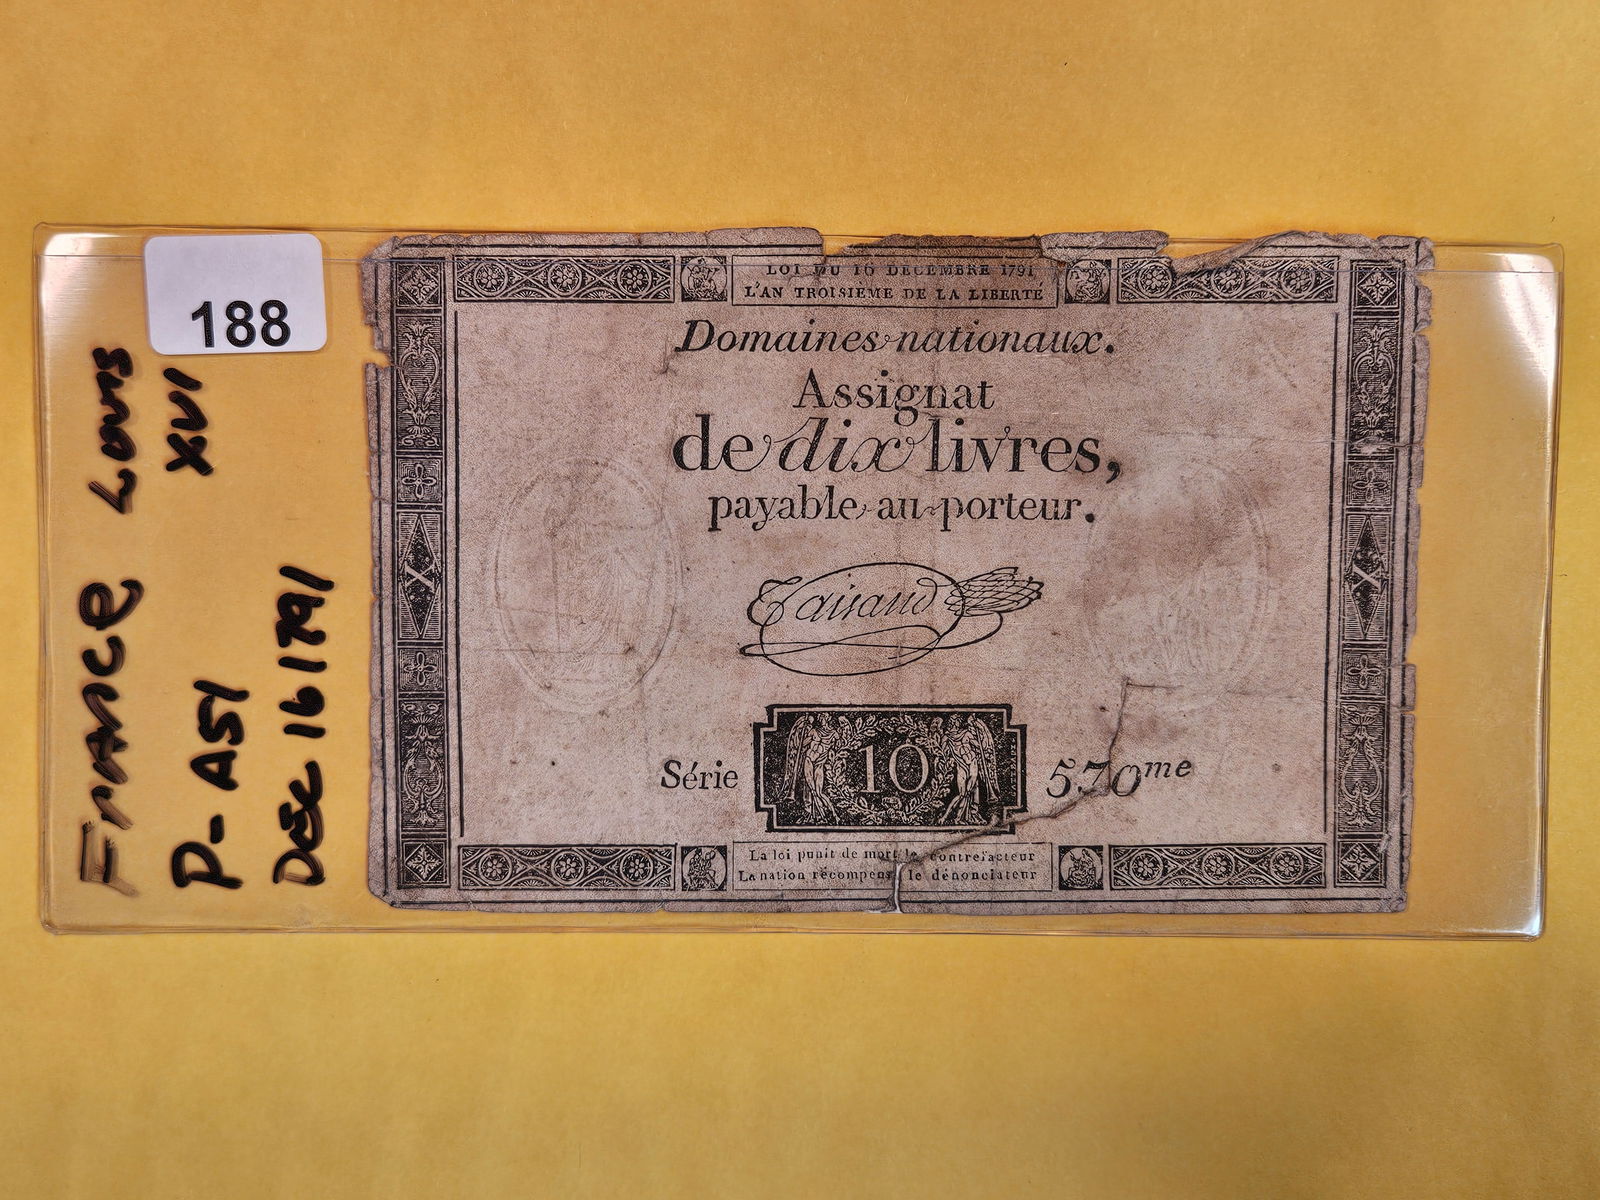 188
FRANCE Louis
XVI
P-A51
Dec 16 1791
LOI DU 16 DECEMBRE 1791
L'AN TROISIEME DE LA LIBERTÉ
Domaines nationaux.
Assignat
de dix livres,
payable au porteur.
Taisaud
X
X
Série
10
570me
La loi punit de mort le contrefacteur
La nation récompense le dénonciateur